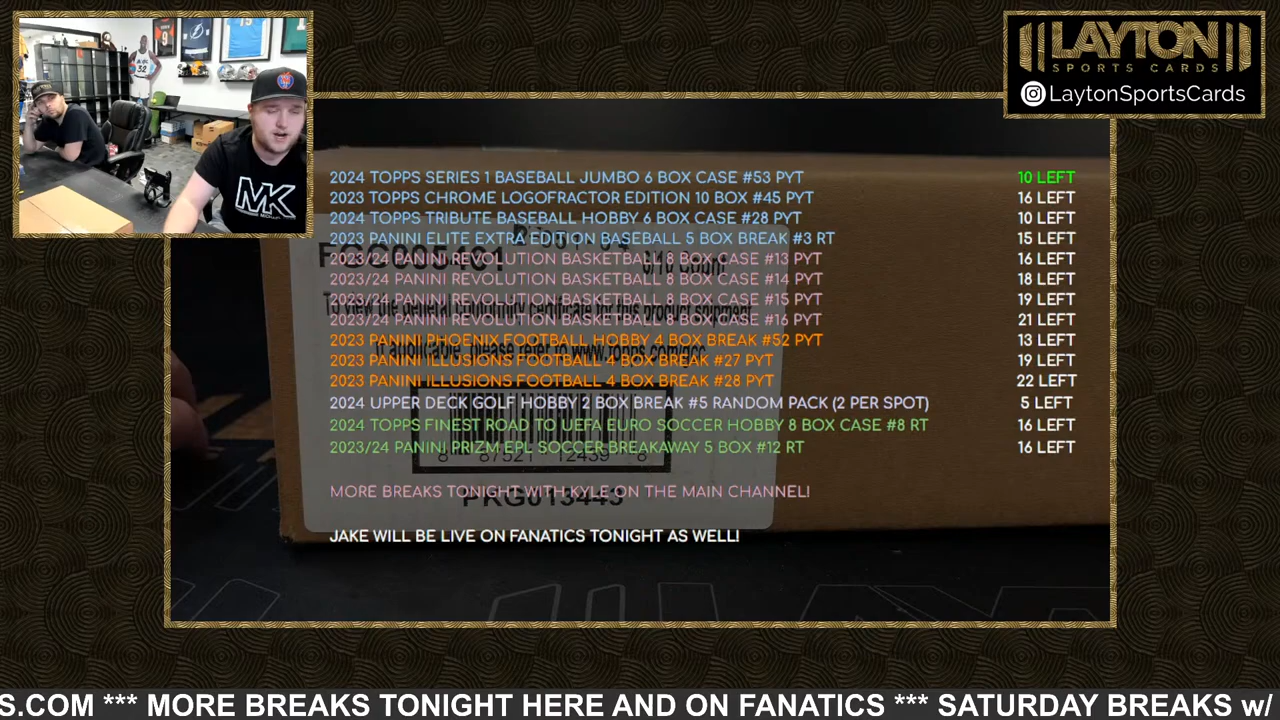 LAYTON
SPORTS CARDS
LaytonSportsCards
MK
2024 TOPPS SERIES 1 BASEBALL JUMBO 6 BOX CASE #53 PYT 10 LEFT
2023 TOPPS CHROME LOGOFRACTOR EDITION 10 BOX #45 PYT 16 LEFT
2024 TOPPS TRIBUTE BASEBALL HOBBY 6 BOX CASE #28 PYT 10 LEFT
2023 PANINI ELITE EXTRA EDITION BASEBALL 5 BOX BREAK #3 RT 15 LEFT
2023/24 PANINI REVOLUTION BASKETBALL 8 BOX CASE #13 PYT 16 LEFT
2023/24 PANINI REVOLUTION BASKETBALL 8 BOX CASE #14 PYT 18 LEFT
2023/24 PANINI REVOLUTION BASKETBALL 8 BOX CASE #15 PYT 19 LEFT
2023/24 PANINI REVOLUTION BASKETBALL 8 BOX CASE #16 PYT 21 LEFT
2023 PANINI PHOENIX FOOTBALL HOBBY 4 BOX BREAK #52 PYT 13 LEFT
2023 PANINI ILLUSIONS FOOTBALL 4 BOX BREAK #27 PYT 19 LEFT
2023 PANINI ILLUSIONS FOOTBALL 4 BOX BREAK #28 PYT 22 LEFT
2024 UPPER DECK GOLF HOBBY 2 BOX BREAK #5 RANDOM PACK (2 PER SPOT) 5 LEFT
2024 TOPPS FINEST ROAD TO UEFA EURO SOCCER HOBBY 8 BOX CASE #8 RT 16 LEFT
2023/24 PANINI PRIZM EPL SOCCER BREAKAWAY 5 BOX #12 RT 16 LEFT
MORE BREAKS TONIGHT WITH KYLE ON THE MAIN CHANNEL!
PKG013443
JAKE WILL BE LIVE ON FANATICS TONIGHT AS WELL!
S.COM *** MORE BREAKS TONIGHT HERE AND ON FANATICS *** SATURDAY BREAKS w/